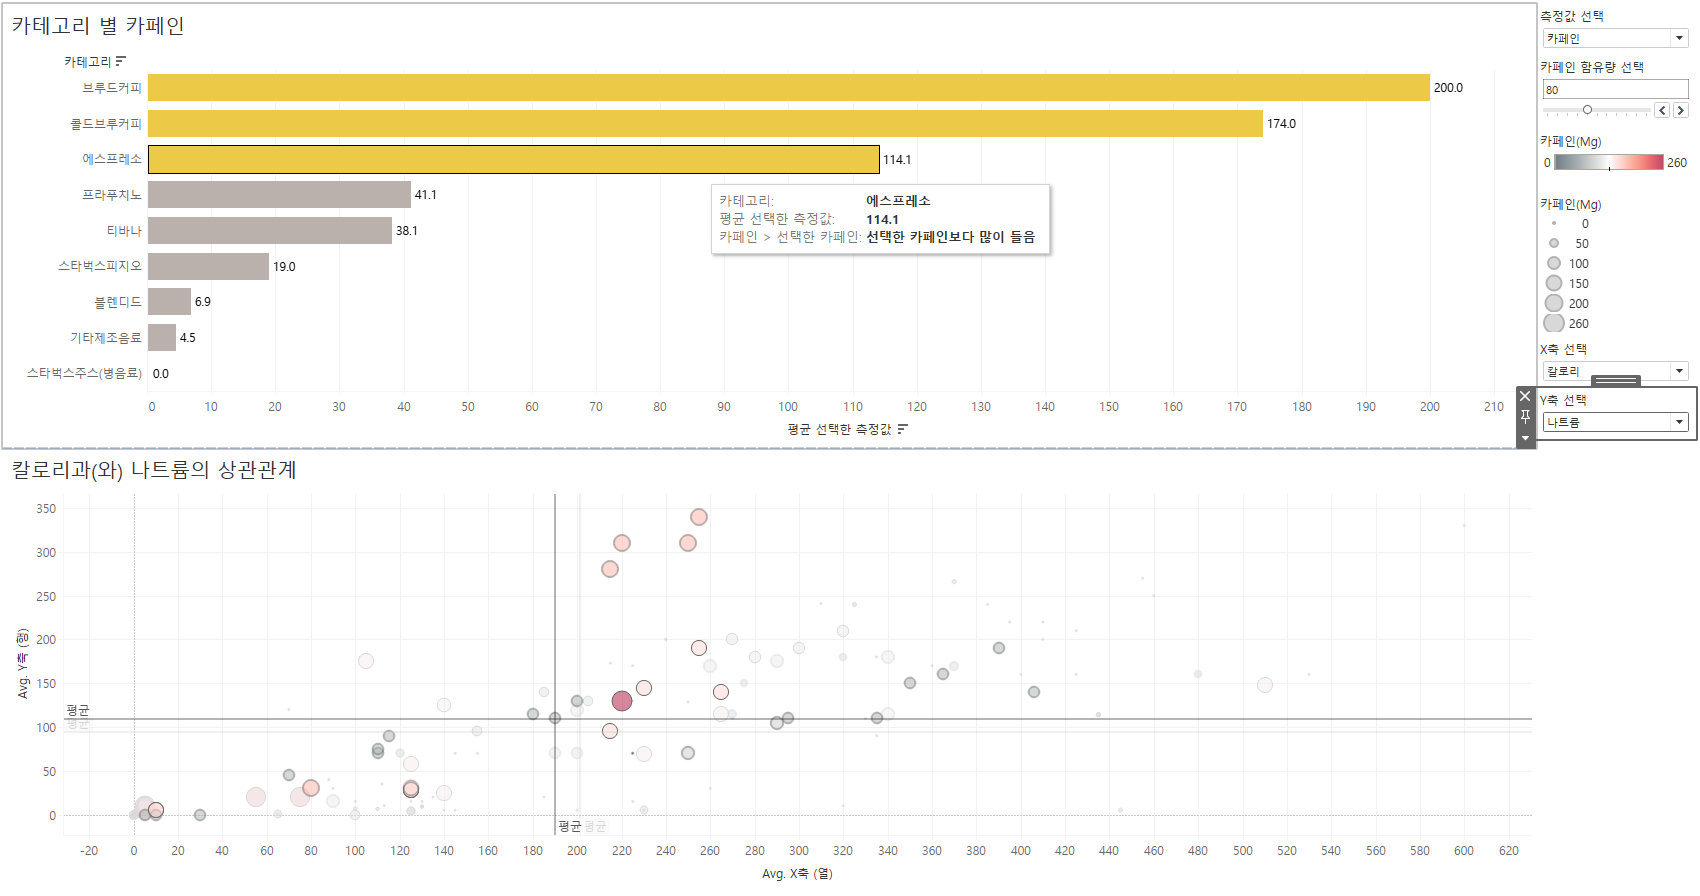 카테고리 별 카페인
카테고리
브루드커피
200.0
콜드브루커피
174.0
에스프레소
114.1
프라푸치노
41.1
티바나
38.1
스타벅스피지오
19.0
블렌디드
6.9
기타제조음료
4.5
스타벅스주스(병음료)
0.0
카테고리: 에스프레소
평균 선택한 측정값: 114.1
카페인 > 선택한 카페인: 선택한 카페인보다 많이 들음
0 10 20 30 40 50 60 70 80 90 100 110 120 130 140 150 160 170 180 190 200 210
평균 선택한 측정값
측정값 선택
카페인
카페인 함유량 선택
80
카페인(Mg)
0 260
카페인(Mg)
0
50
100
150
200
260
X축 선택
칼로리
Y축 선택
나트륨
칼로리과(와) 나트륨의 상관관계
350
300
250
200
150
100
50
0
Avg. Y축 (행)
평균
평균
평균 평균
-20 0 20 40 60 80 100 120 140 160 180 200 220 240 260 280 300 320 340 360 380 400 420 440 460 480 500 520 540 560 580 600 620
Avg. X축 (열)